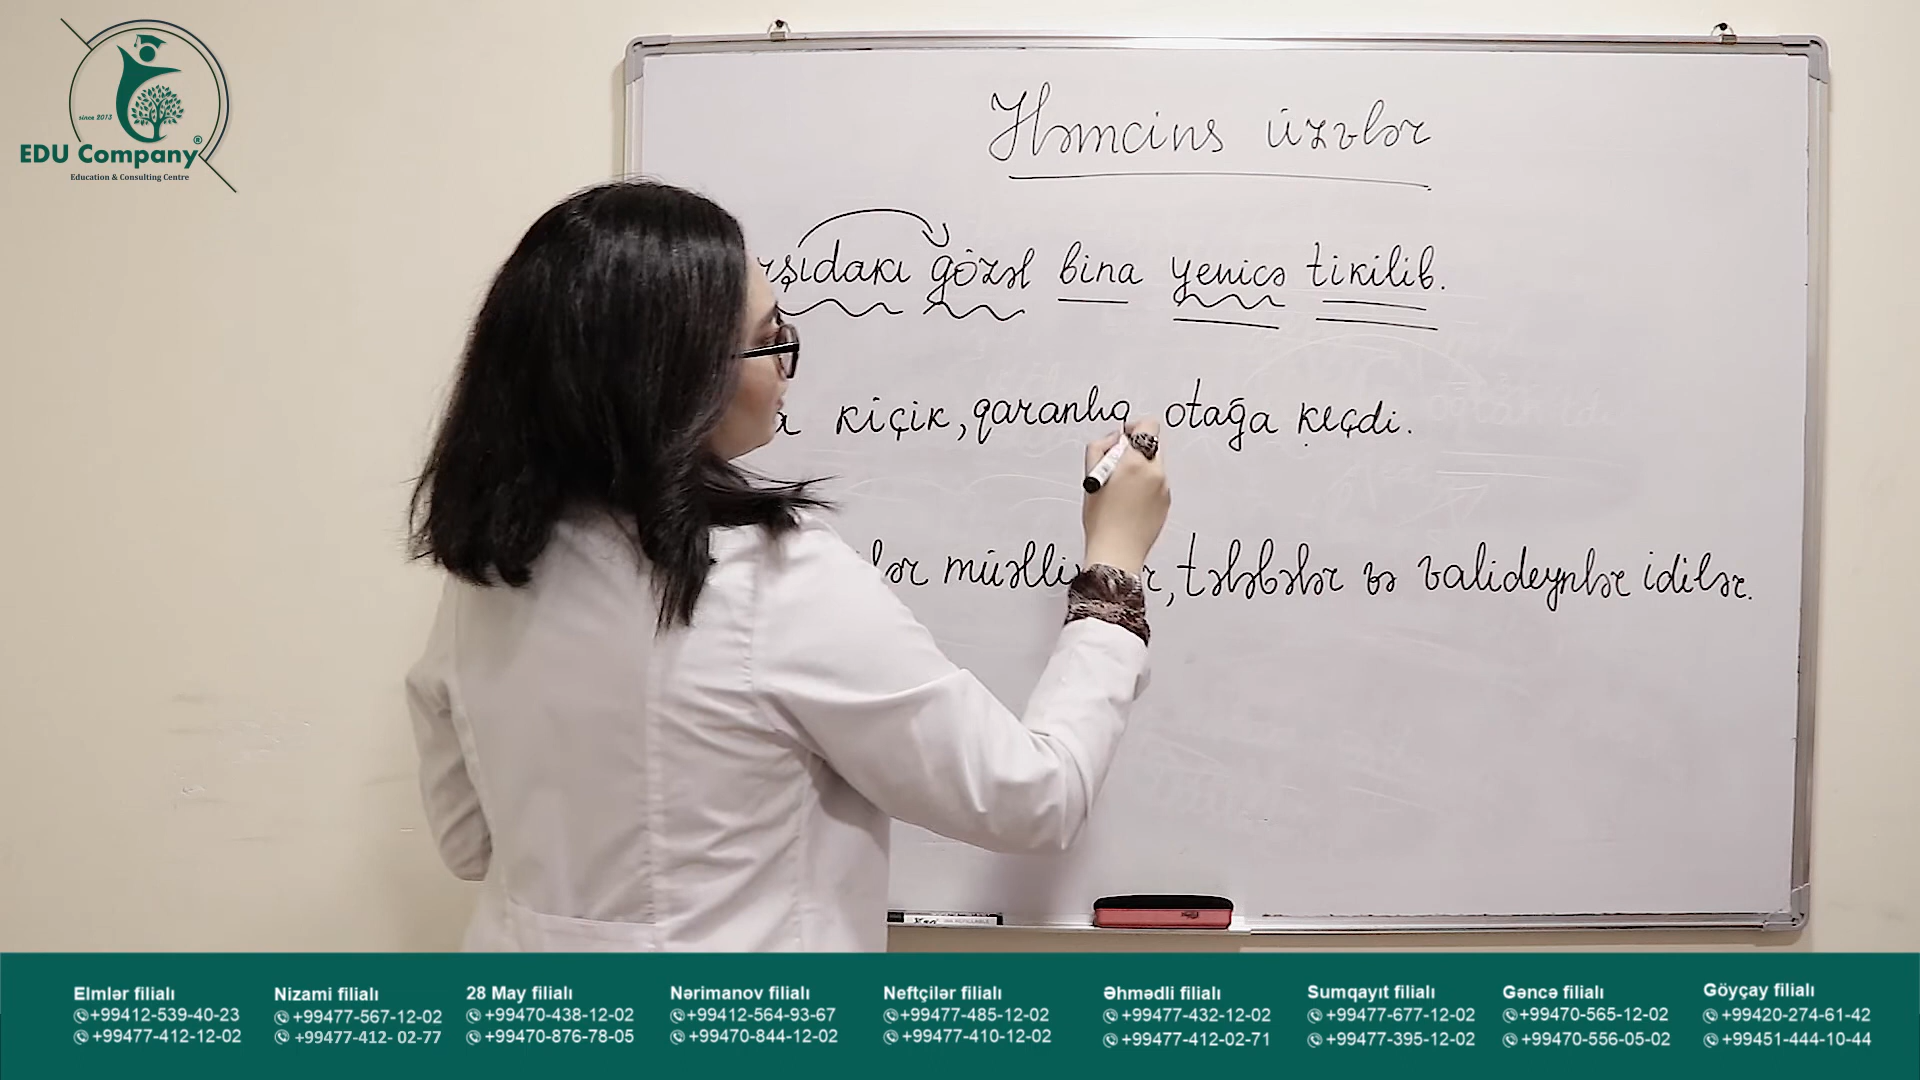 since 2013
EDU Company®
Education & Consulting Centre
Həmcins üzvlər
gözəl bina yenicə tikilib.
kiçik, qaranlıq otağa keçdi.
tələbələr və valideynlər idilər.
Elmlər filialı
+99412-539-40-23
+99477-412-12-02
Nizami filialı
+99477-567-12-02
+99477-412- 02-77
28 May filialı
+99470-438-12-02
+99470-876-78-05
Nərimanov filialı
+99412-564-93-67
+99470-844-12-02
Neftçilər filialı
+99477-485-12-02
+99477-410-12-02
Əhmədli filialı
+99477-432-12-02
+99477-412-02-71
Sumqayıt filialı
+99477-677-12-02
+99477-395-12-02
Gəncə filialı
+99470-565-12-02
+99470-556-05-02
Göyçay filialı
+99420-274-61-42
+99451-444-10-44